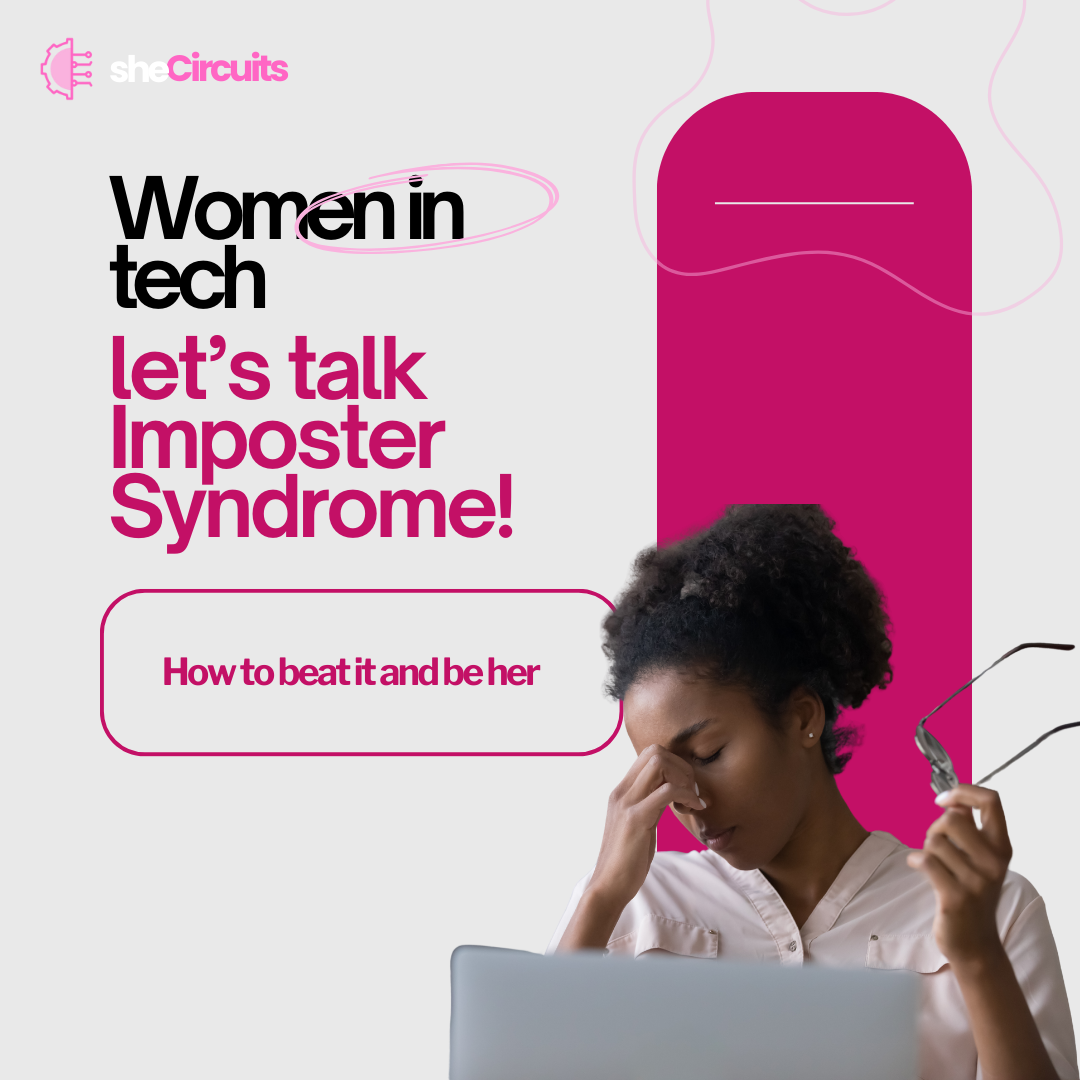 sheCircuits
Women in
tech
let’s talk
Imposter
Syndrome!
How to beat it and be her